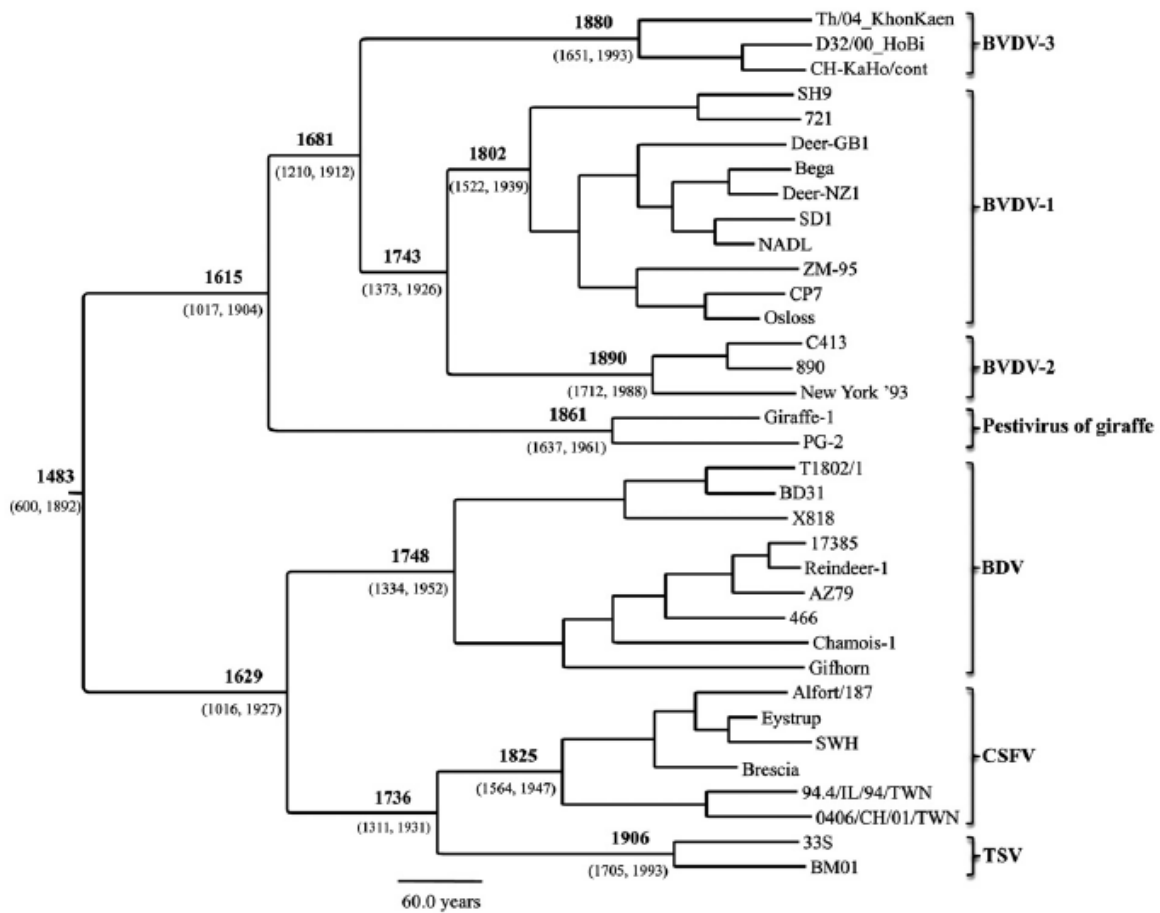 1880
(1651, 1993)
Th/04_KhonKaen
D32/00_HoBi
CH-KaHo/cont
BVDV-3
1681
(1210, 1912)
SH9
721
1802
(1522, 1939)
Deer-GB1
Bega
Deer-NZ1
SD1
NADL
ZM-95
CP7
Osloss
BVDV-1
1743
(1373, 1926)
1615
(1017, 1904)
1890
(1712, 1988)
C413
890
New York '93
BVDV-2
1861
(1637, 1961)
Giraffe-1
PG-2
Pestivirus of giraffe
1483
(600, 1892)
T1802/1
BD31
X818
1748
(1334, 1952)
17385
Reindeer-1
AZ79
466
Chamois-1
Gifhorn
BDV
1629
(1016, 1927)
Alfort/187
Eystrup
SWH
Brescia
94.4/IL/94/TWN
0406/CH/01/TWN
CSFV
1825
(1564, 1947)
1736
(1311, 1931)
1906
(1705, 1993)
33S
BM01
TSV
60.0 years